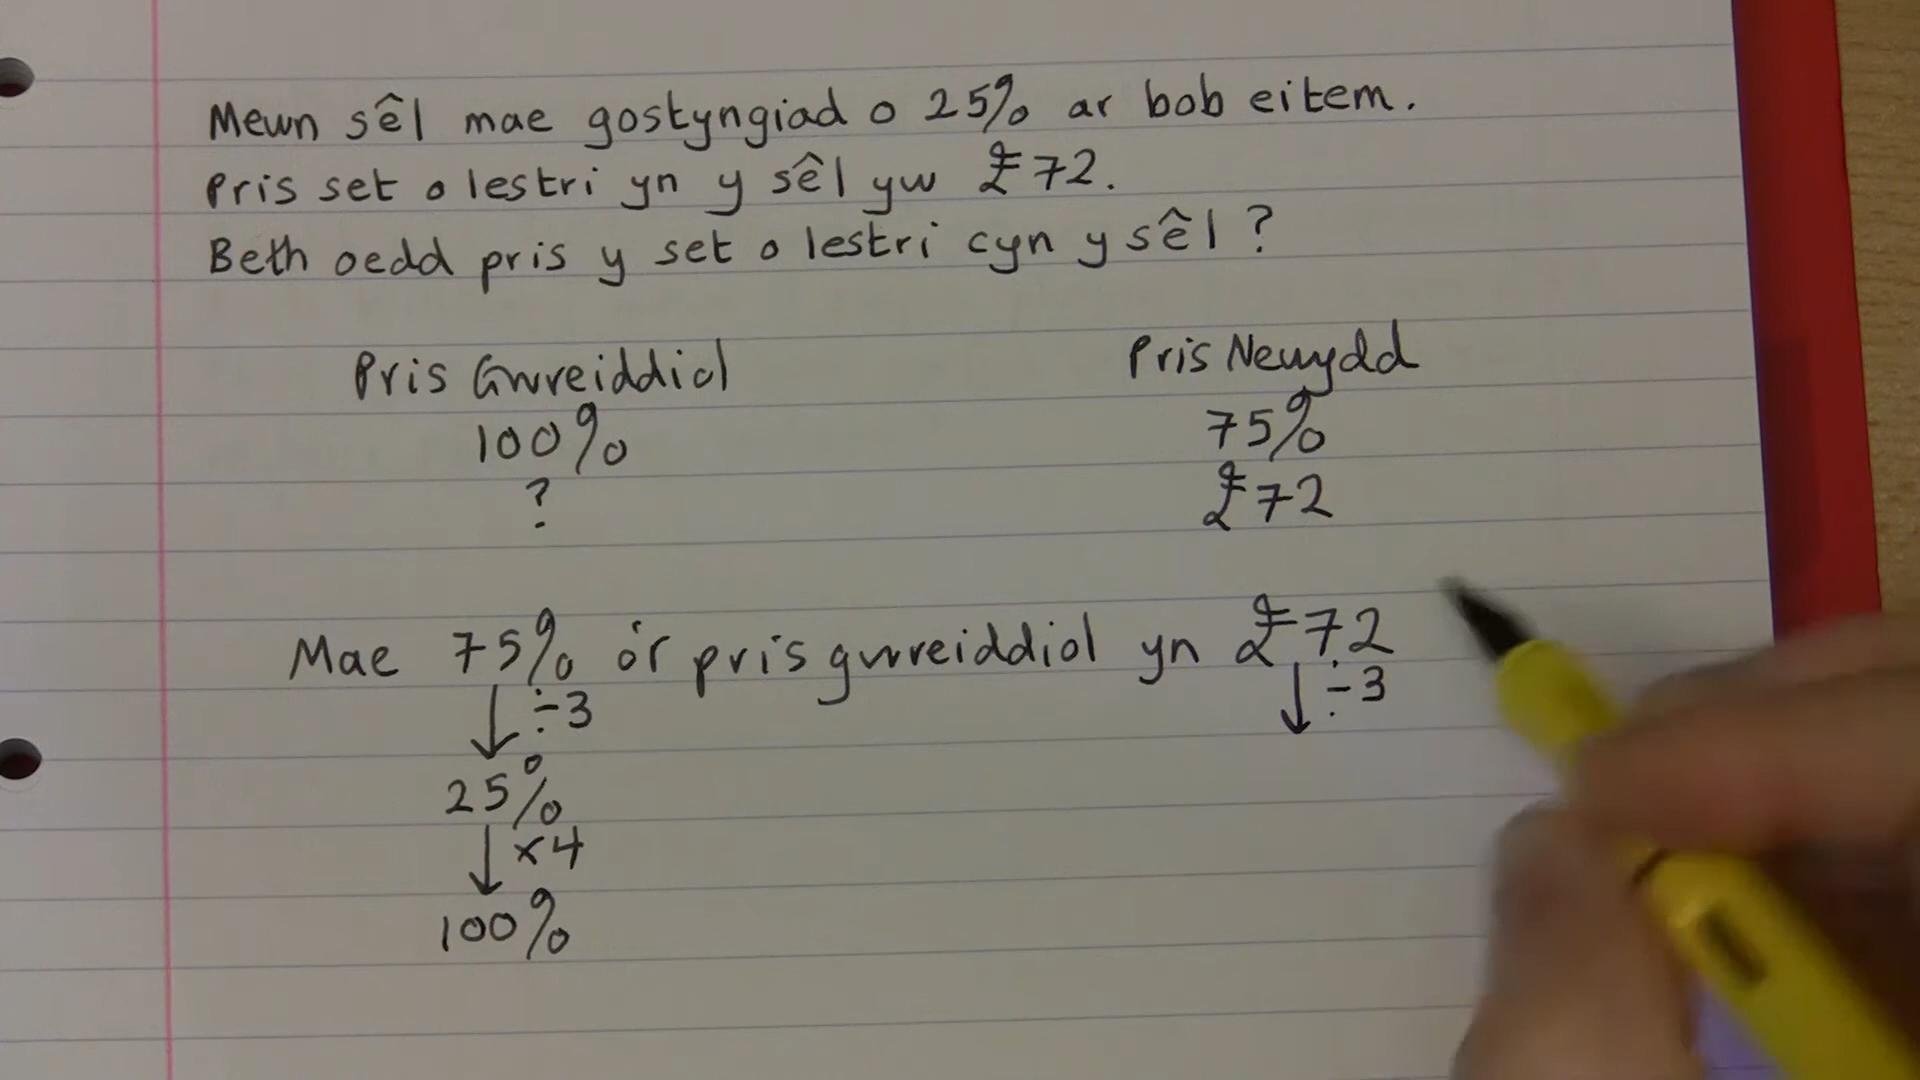 Mewn sêl mae gostyngiad o 25% ar bob eitem.
Pris set o lestri yn y sêl yw £72.
Beth oedd pris y set o lestri cyn y sêl?
Pris Gwreiddiol Pris Newydd
100% 75%
? £72
Mae 75% o'r pris gwreiddiol yn £72
↓ ÷3 ↓ ÷3
25%
↓ ×4
100%